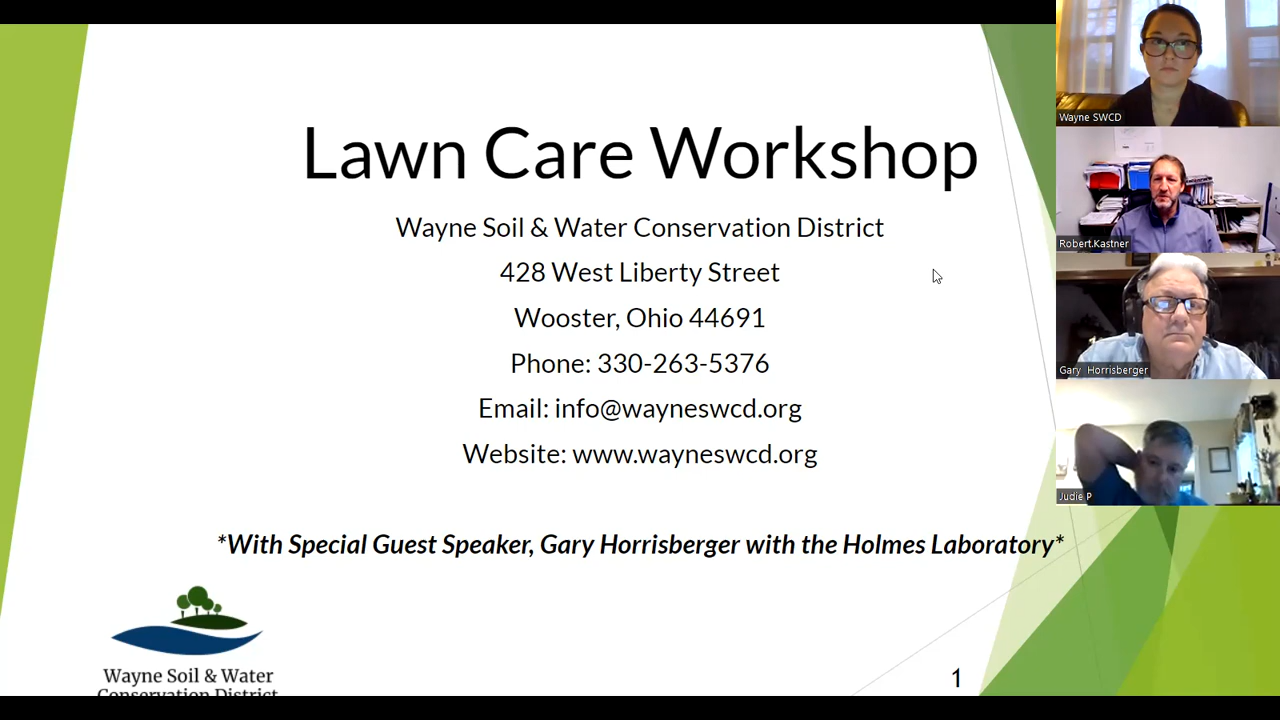 Lawn Care Workshop
Wayne Soil & Water Conservation District
428 West Liberty Street
Wooster, Ohio 44691
Phone: 330-263-5376
Email: info@wayneswcd.org
Website: www.wayneswcd.org
*With Special Guest Speaker, Gary Horrisberger with the Holmes Laboratory*
Wayne Soil & Water
Conservation District
1
Wayne SWCD
Robert.Kastner
Gary Horrisberger
Judie P